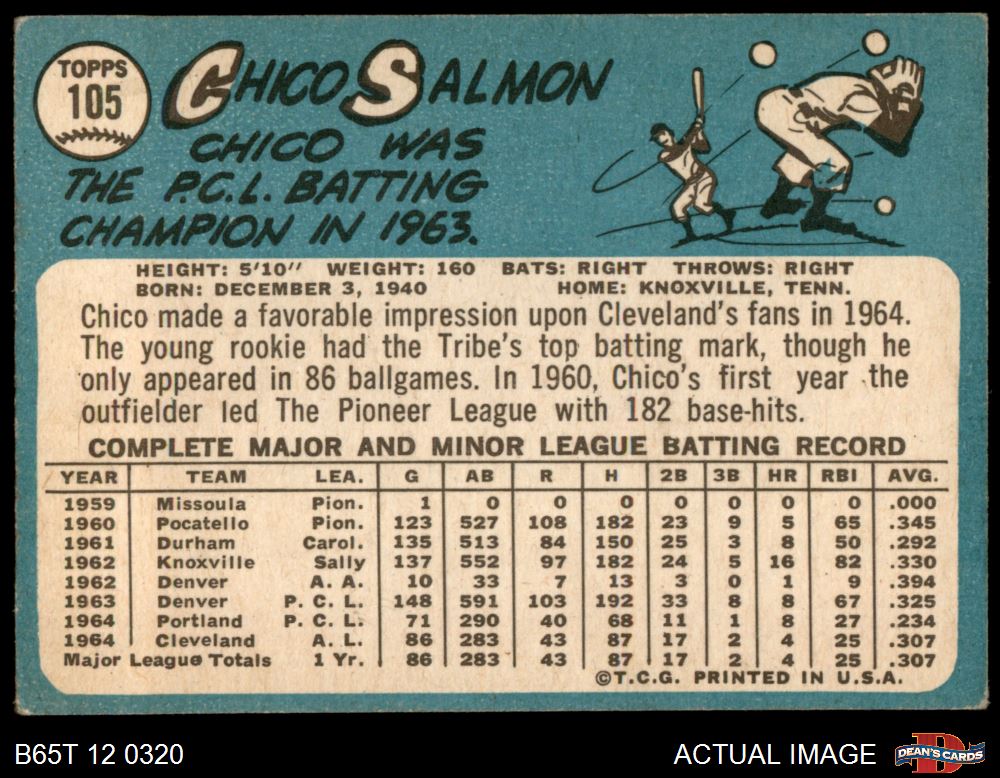 TOPPS
105
CHICO SALMON
CHICO WAS
THE P.C.L. BATTING
CHAMPION IN 1963.
HEIGHT: 5'10" WEIGHT: 160 BATS: RIGHT THROWS: RIGHT
BORN: DECEMBER 3, 1940 HOME: KNOXVILLE, TENN.
Chico made a favorable impression upon Cleveland's fans in 1964.
The young rookie had the Tribe's top batting mark, though he
only appeared in 86 ballgames. In 1960, Chico's first year the
outfielder led The Pioneer League with 182 base-hits.
COMPLETE MAJOR AND MINOR LEAGUE BATTING RECORD
YEAR TEAM LEA. G AB R H 2B 3B HR RBI AVG.
1959 Missoula Pion. 1 0 0 0 0 0 0 0 .000
1960 Pocatello Pion. 123 527 108 182 23 9 5 65 .345
1961 Durham Carol. 135 513 84 150 25 3 8 50 .292
1962 Knoxville Sally 137 552 97 182 24 5 16 82 .330
1962 Denver A. A. 10 33 7 13 3 0 1 9 .394
1963 Denver P. C. L. 148 591 103 192 33 8 8 67 .325
1964 Portland P. C. L. 71 290 40 68 11 1 8 27 .234
1964 Cleveland A. L. 86 283 43 87 17 2 4 25 .307
Major League Totals 1 Yr. 86 283 43 87 17 2 4 25 .307
©T.C.G. PRINTED IN U.S.A.
B65T 12 0320 ACTUAL IMAGE DEAN'S CARDS